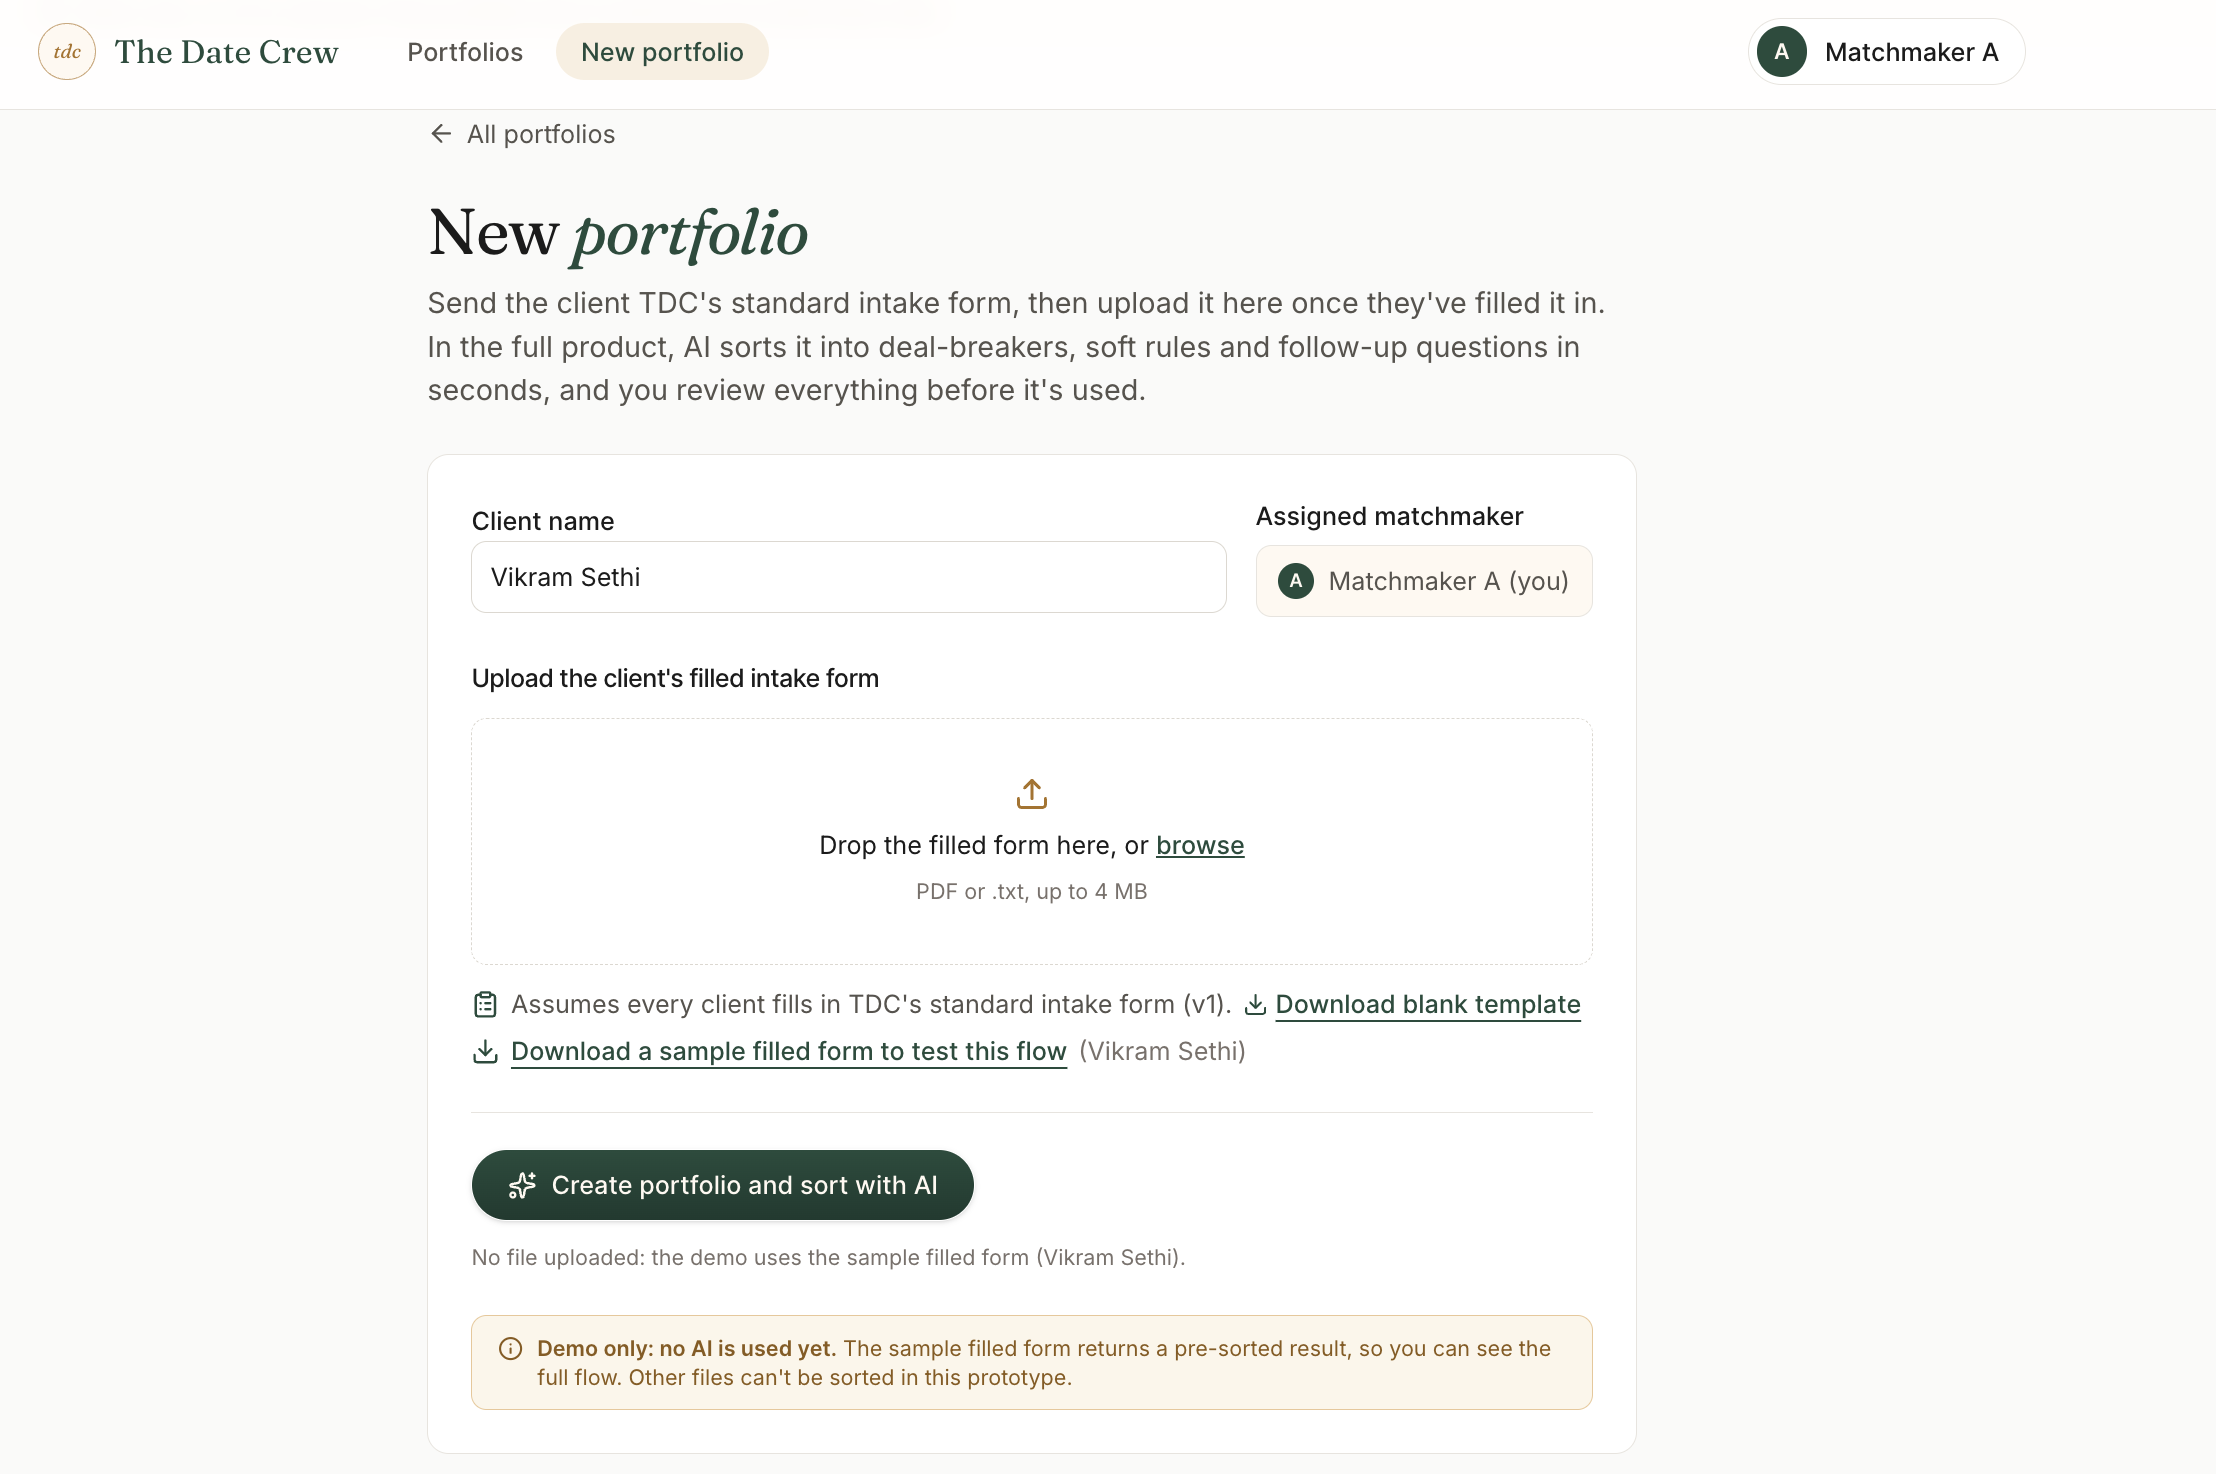 tdc The Date Crew Portfolios New portfolio A Matchmaker A
← All portfolios
New portfolio
Send the client TDC's standard intake form, then upload it here once they've filled it in.
In the full product, AI sorts it into deal-breakers, soft rules and follow-up questions in
seconds, and you review everything before it's used.
Client name
Vikram Sethi
Assigned matchmaker
A Matchmaker A (you)
Upload the client's filled intake form
Drop the filled form here, or browse
PDF or .txt, up to 4 MB
Assumes every client fills in TDC's standard intake form (v1). Download blank template
Download a sample filled form to test this flow (Vikram Sethi)
Create portfolio and sort with AI
No file uploaded: the demo uses the sample filled form (Vikram Sethi).
Demo only: no AI is used yet. The sample filled form returns a pre-sorted result, so you can see the
full flow. Other files can't be sorted in this prototype.